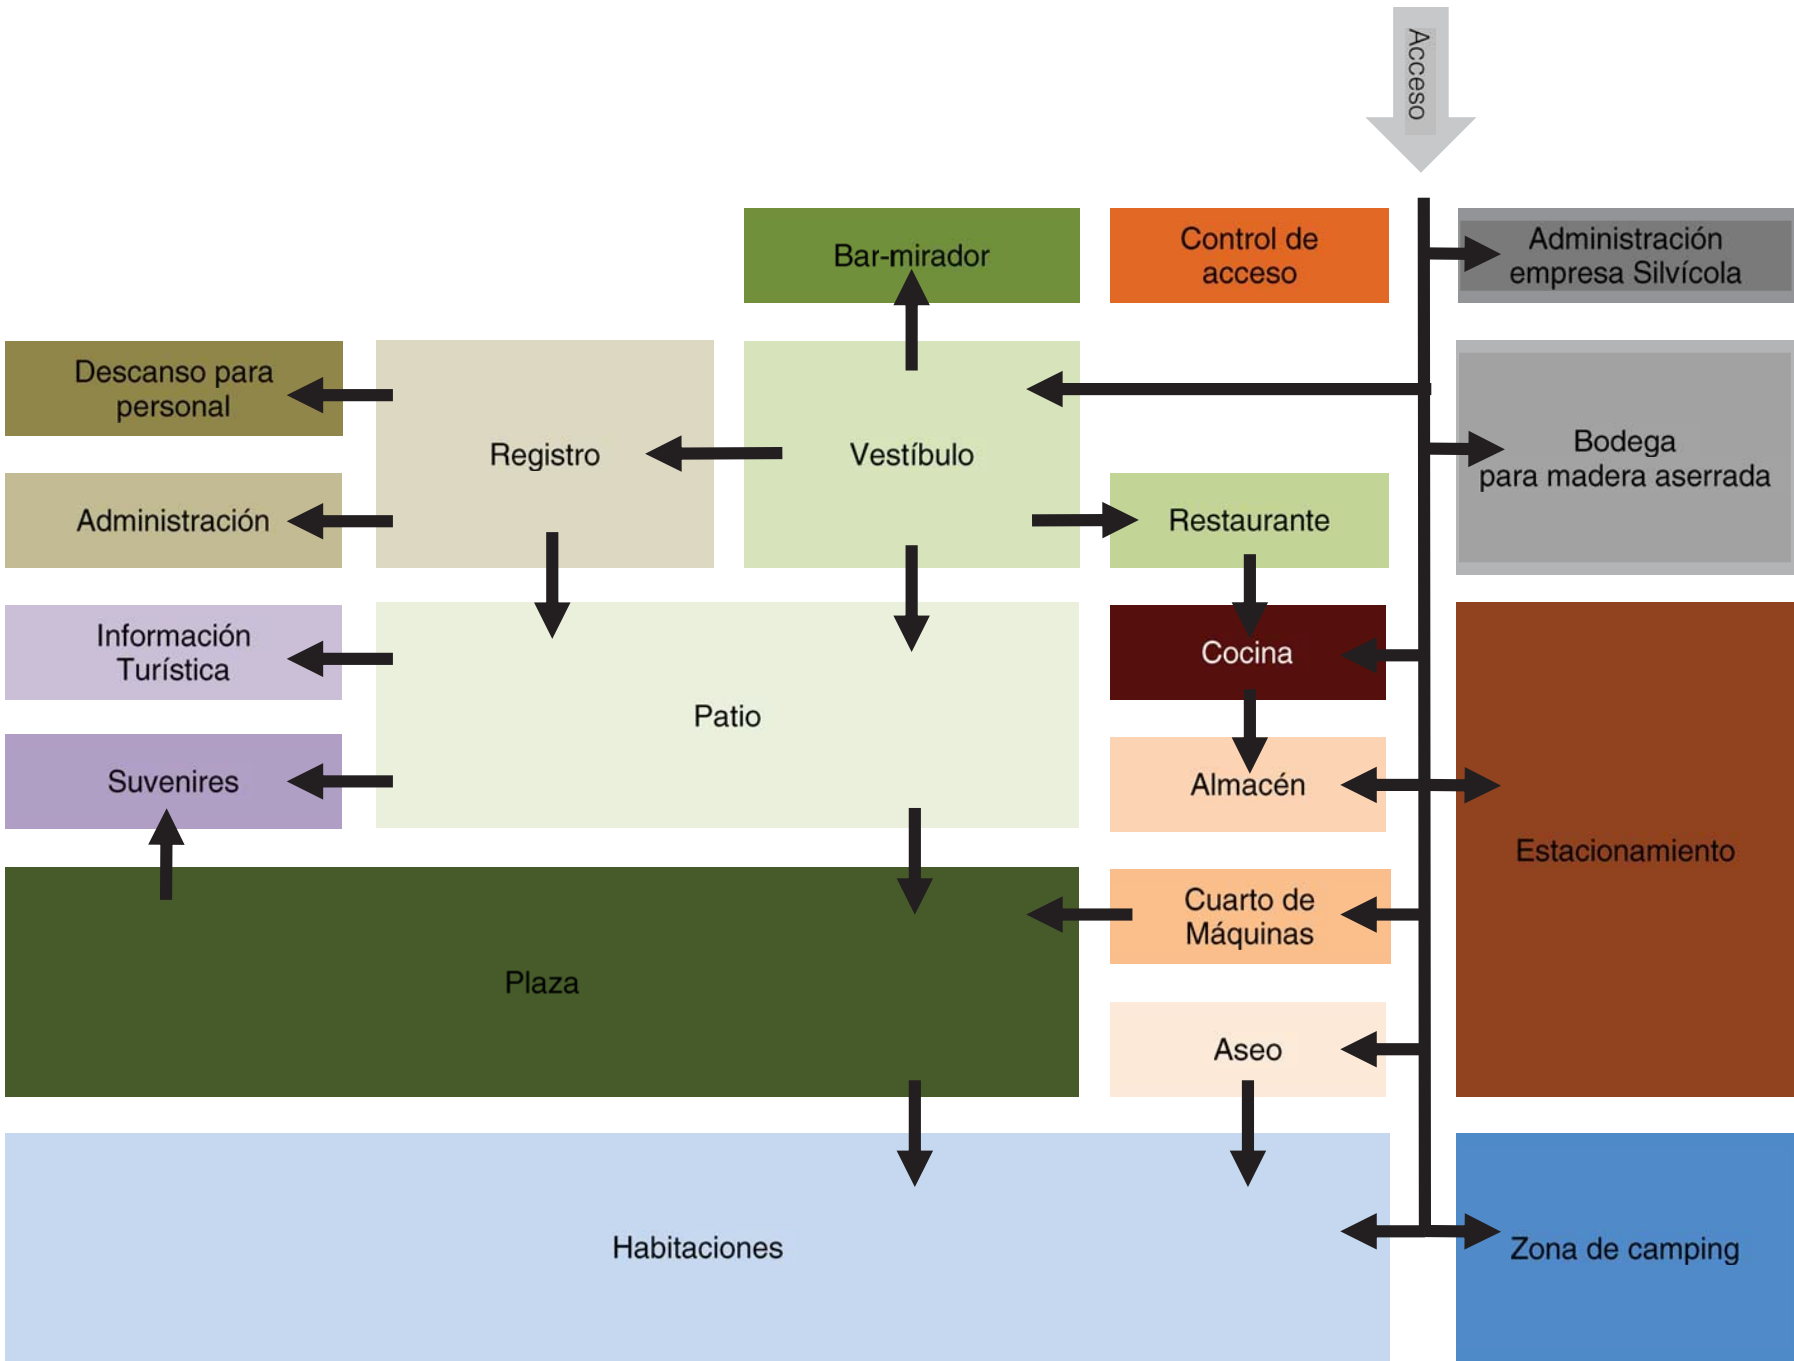 Acceso
Bar-mirador
Control de
acceso
Administración
empresa Silvícola
Descanso para
personal
Registro
Vestíbulo
Bodega
para madera aserrada
Administración
Restaurante
Información
Turística
Cocina
Patio
Suvenires
Almacén
Estacionamiento
Cuarto de
Máquinas
Plaza
Aseo
Habitaciones
Zona de camping